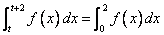 ∫_t^{t+2} f(x) dx = ∫_0^2 f(x) dx